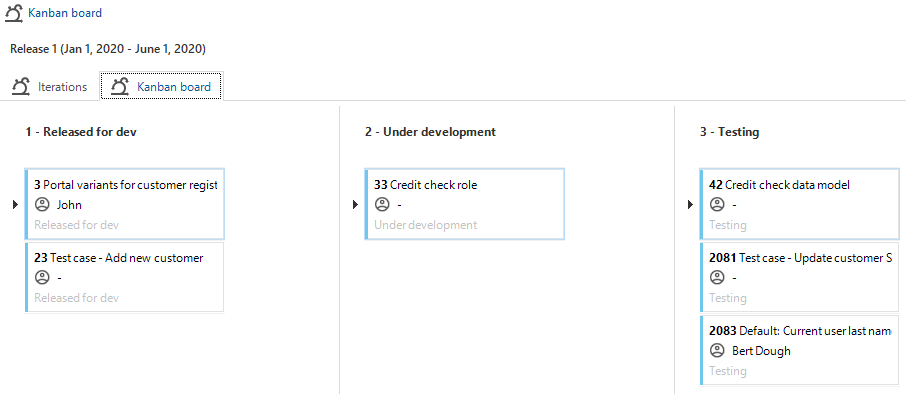 Kanban board
Release 1 (Jan 1, 2020 - June 1, 2020)
Iterations
Kanban board
1 - Released for dev
3 Portal variants for customer regist
John
Released for dev
23 Test case - Add new customer
-
Released for dev
2 - Under development
33 Credit check role
-
Under development
3 - Testing
42 Credit check data model
-
Testing
2081 Test case - Update customer S
-
Testing
2083 Default: Current user last nam
Bert Dough
Testing